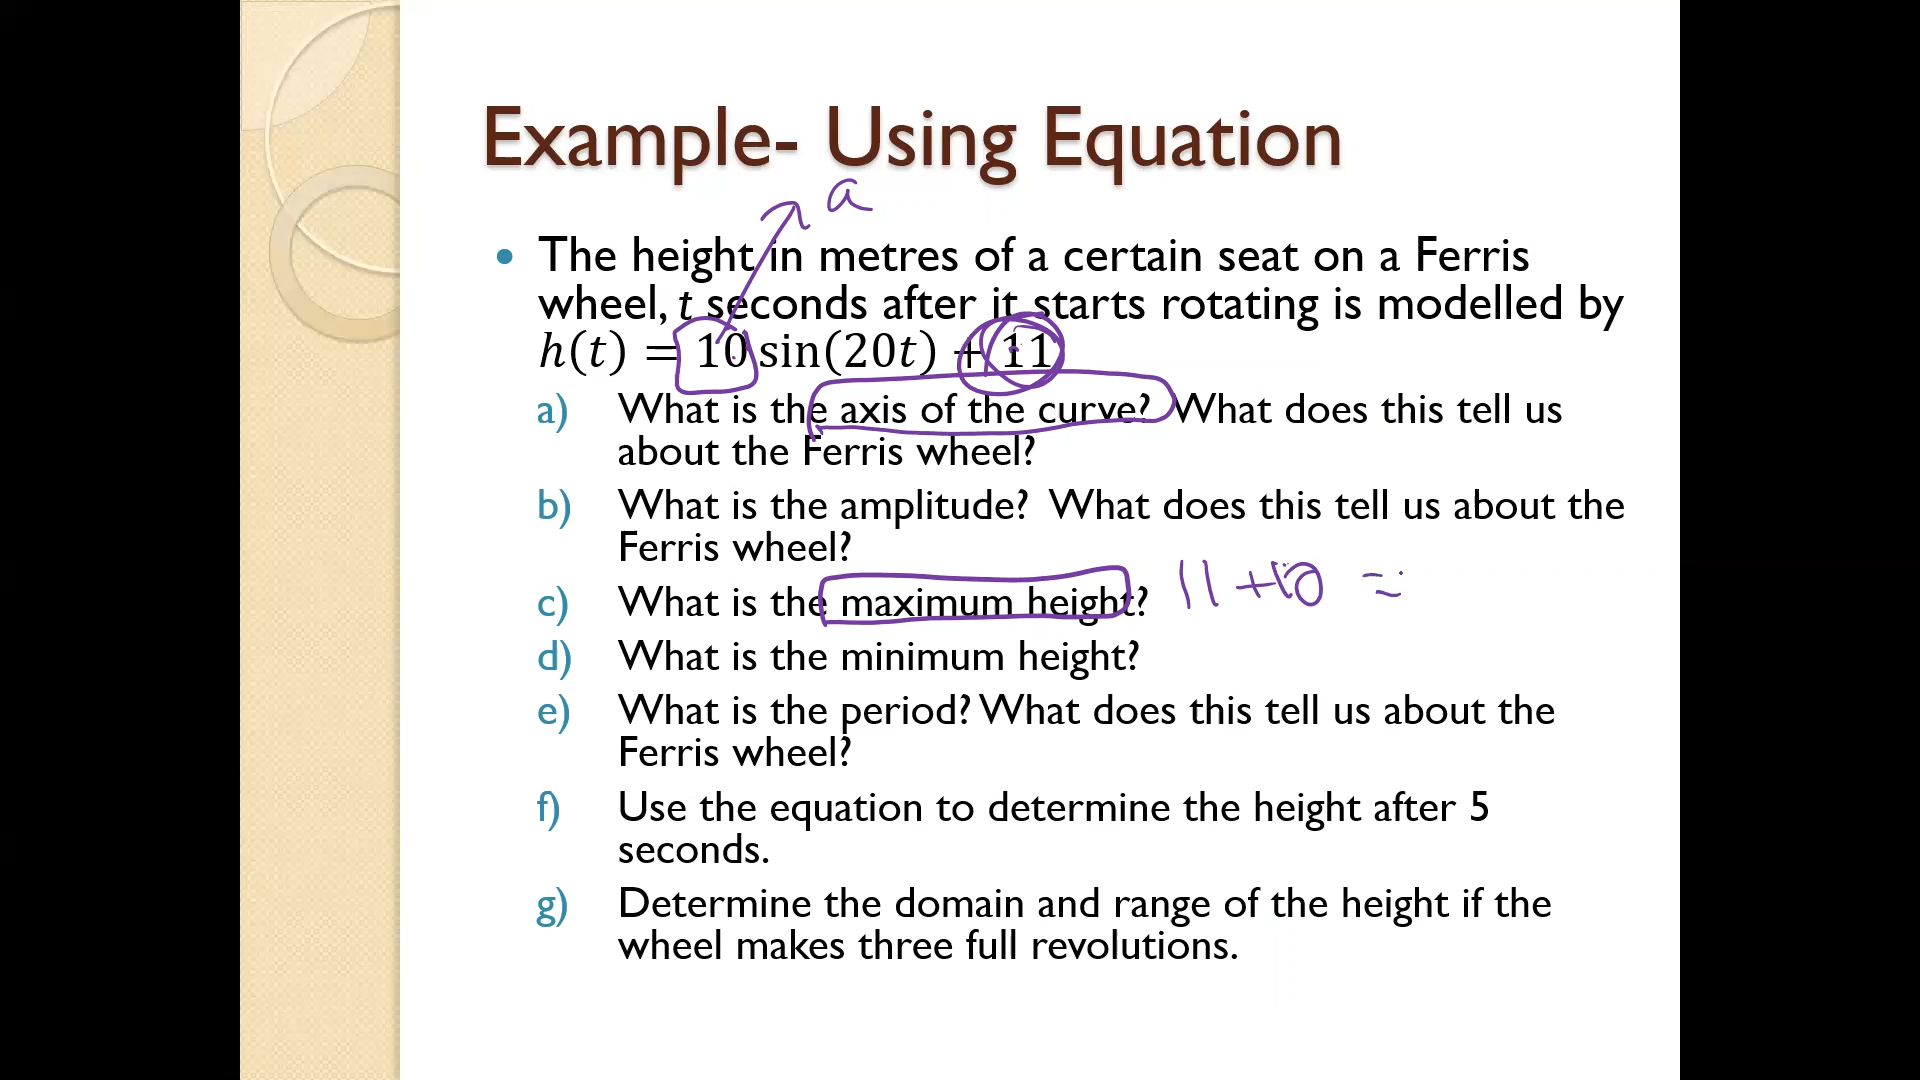 Example- Using Equation
a
• The height in metres of a certain seat on a Ferris
wheel, t seconds after it starts rotating is modelled by
h(t) = 10 sin(20t) + 11
a) What is the axis of the curve? What does this tell us
about the Ferris wheel?
b) What is the amplitude? What does this tell us about the
Ferris wheel?
c) What is the maximum height? 11 +10 =
d) What is the minimum height?
e) What is the period? What does this tell us about the
Ferris wheel?
f) Use the equation to determine the height after 5
seconds.
g) Determine the domain and range of the height if the
wheel makes three full revolutions.